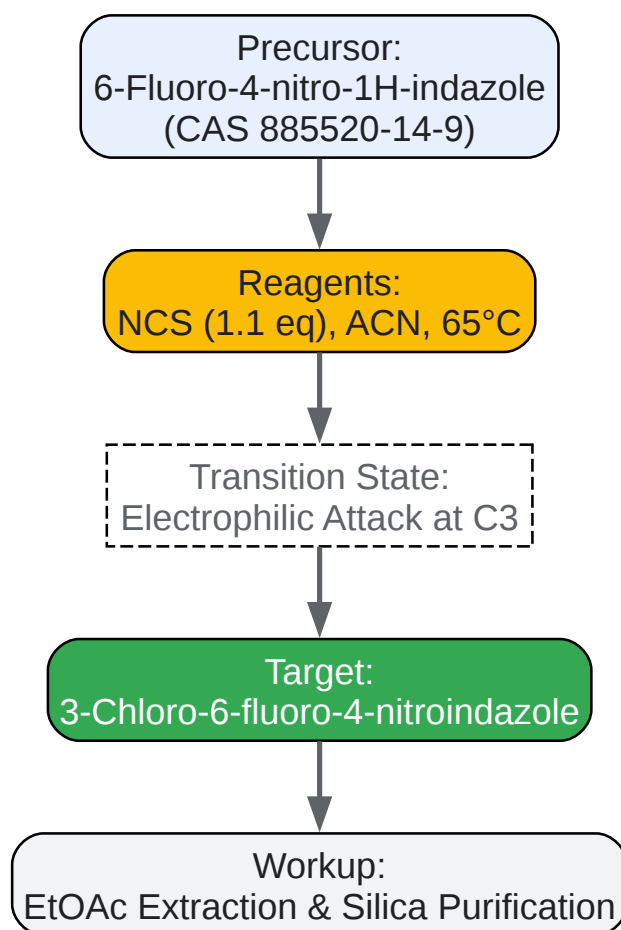 Precursor:
6-Fluoro-4-nitro-1H-indazole
(CAS 885520-14-9)
Reagents:
NCS (1.1 eq), ACN, 65°C
Transition State:
Electrophilic Attack at C3
Target:
3-Chloro-6-fluoro-4-nitroindazole
Workup:
EtOAc Extraction & Silica Purification